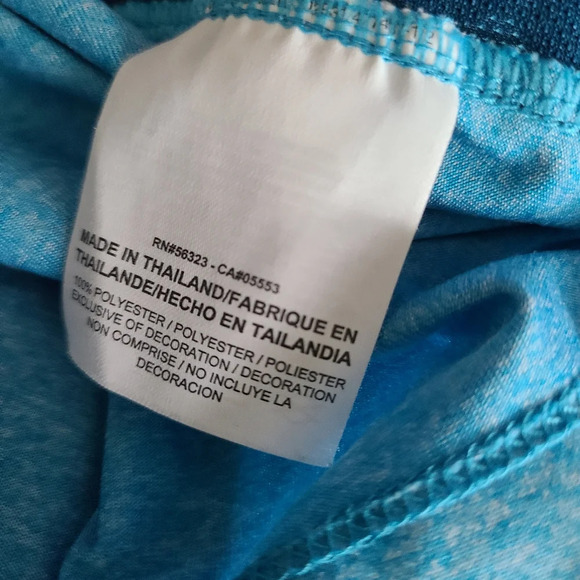 RN#56323 - CA#05553
MADE IN THAILAND/FABRIQUE EN
THAILANDE/HECHO EN TAILANDIA
100% POLYESTER / POLYESTER / POLIESTER
EXCLUSIVE OF DECORATION / DECORATION
NON COMPRISE / NO INCLUYE LA
DECORACION